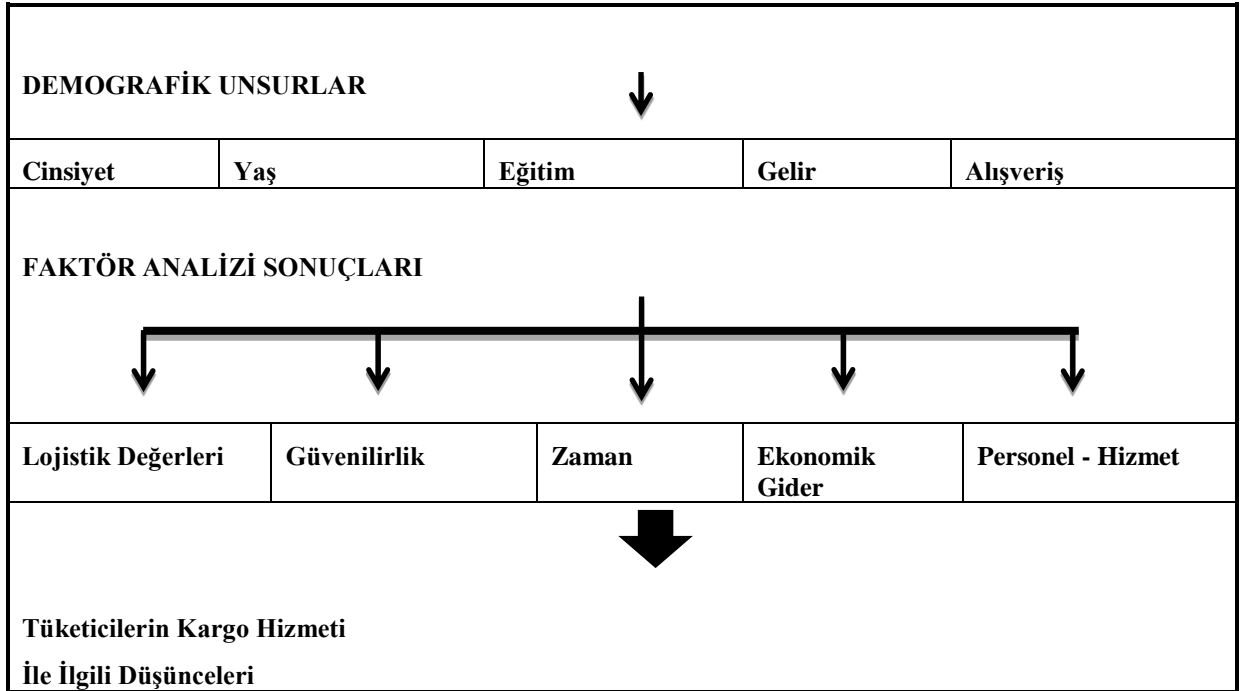 DEMOGRAFİK UNSURLAR
Cinsiyet Yaş Eğitim Gelir Alışveriş
FAKTÖR ANALİZİ SONUÇLARI
Lojistik Değerleri Güvenilirlik Zaman Ekonomik Personel - Hizmet
Gider
Tüketicilerin Kargo Hizmeti
İle İlgili Düşünceleri